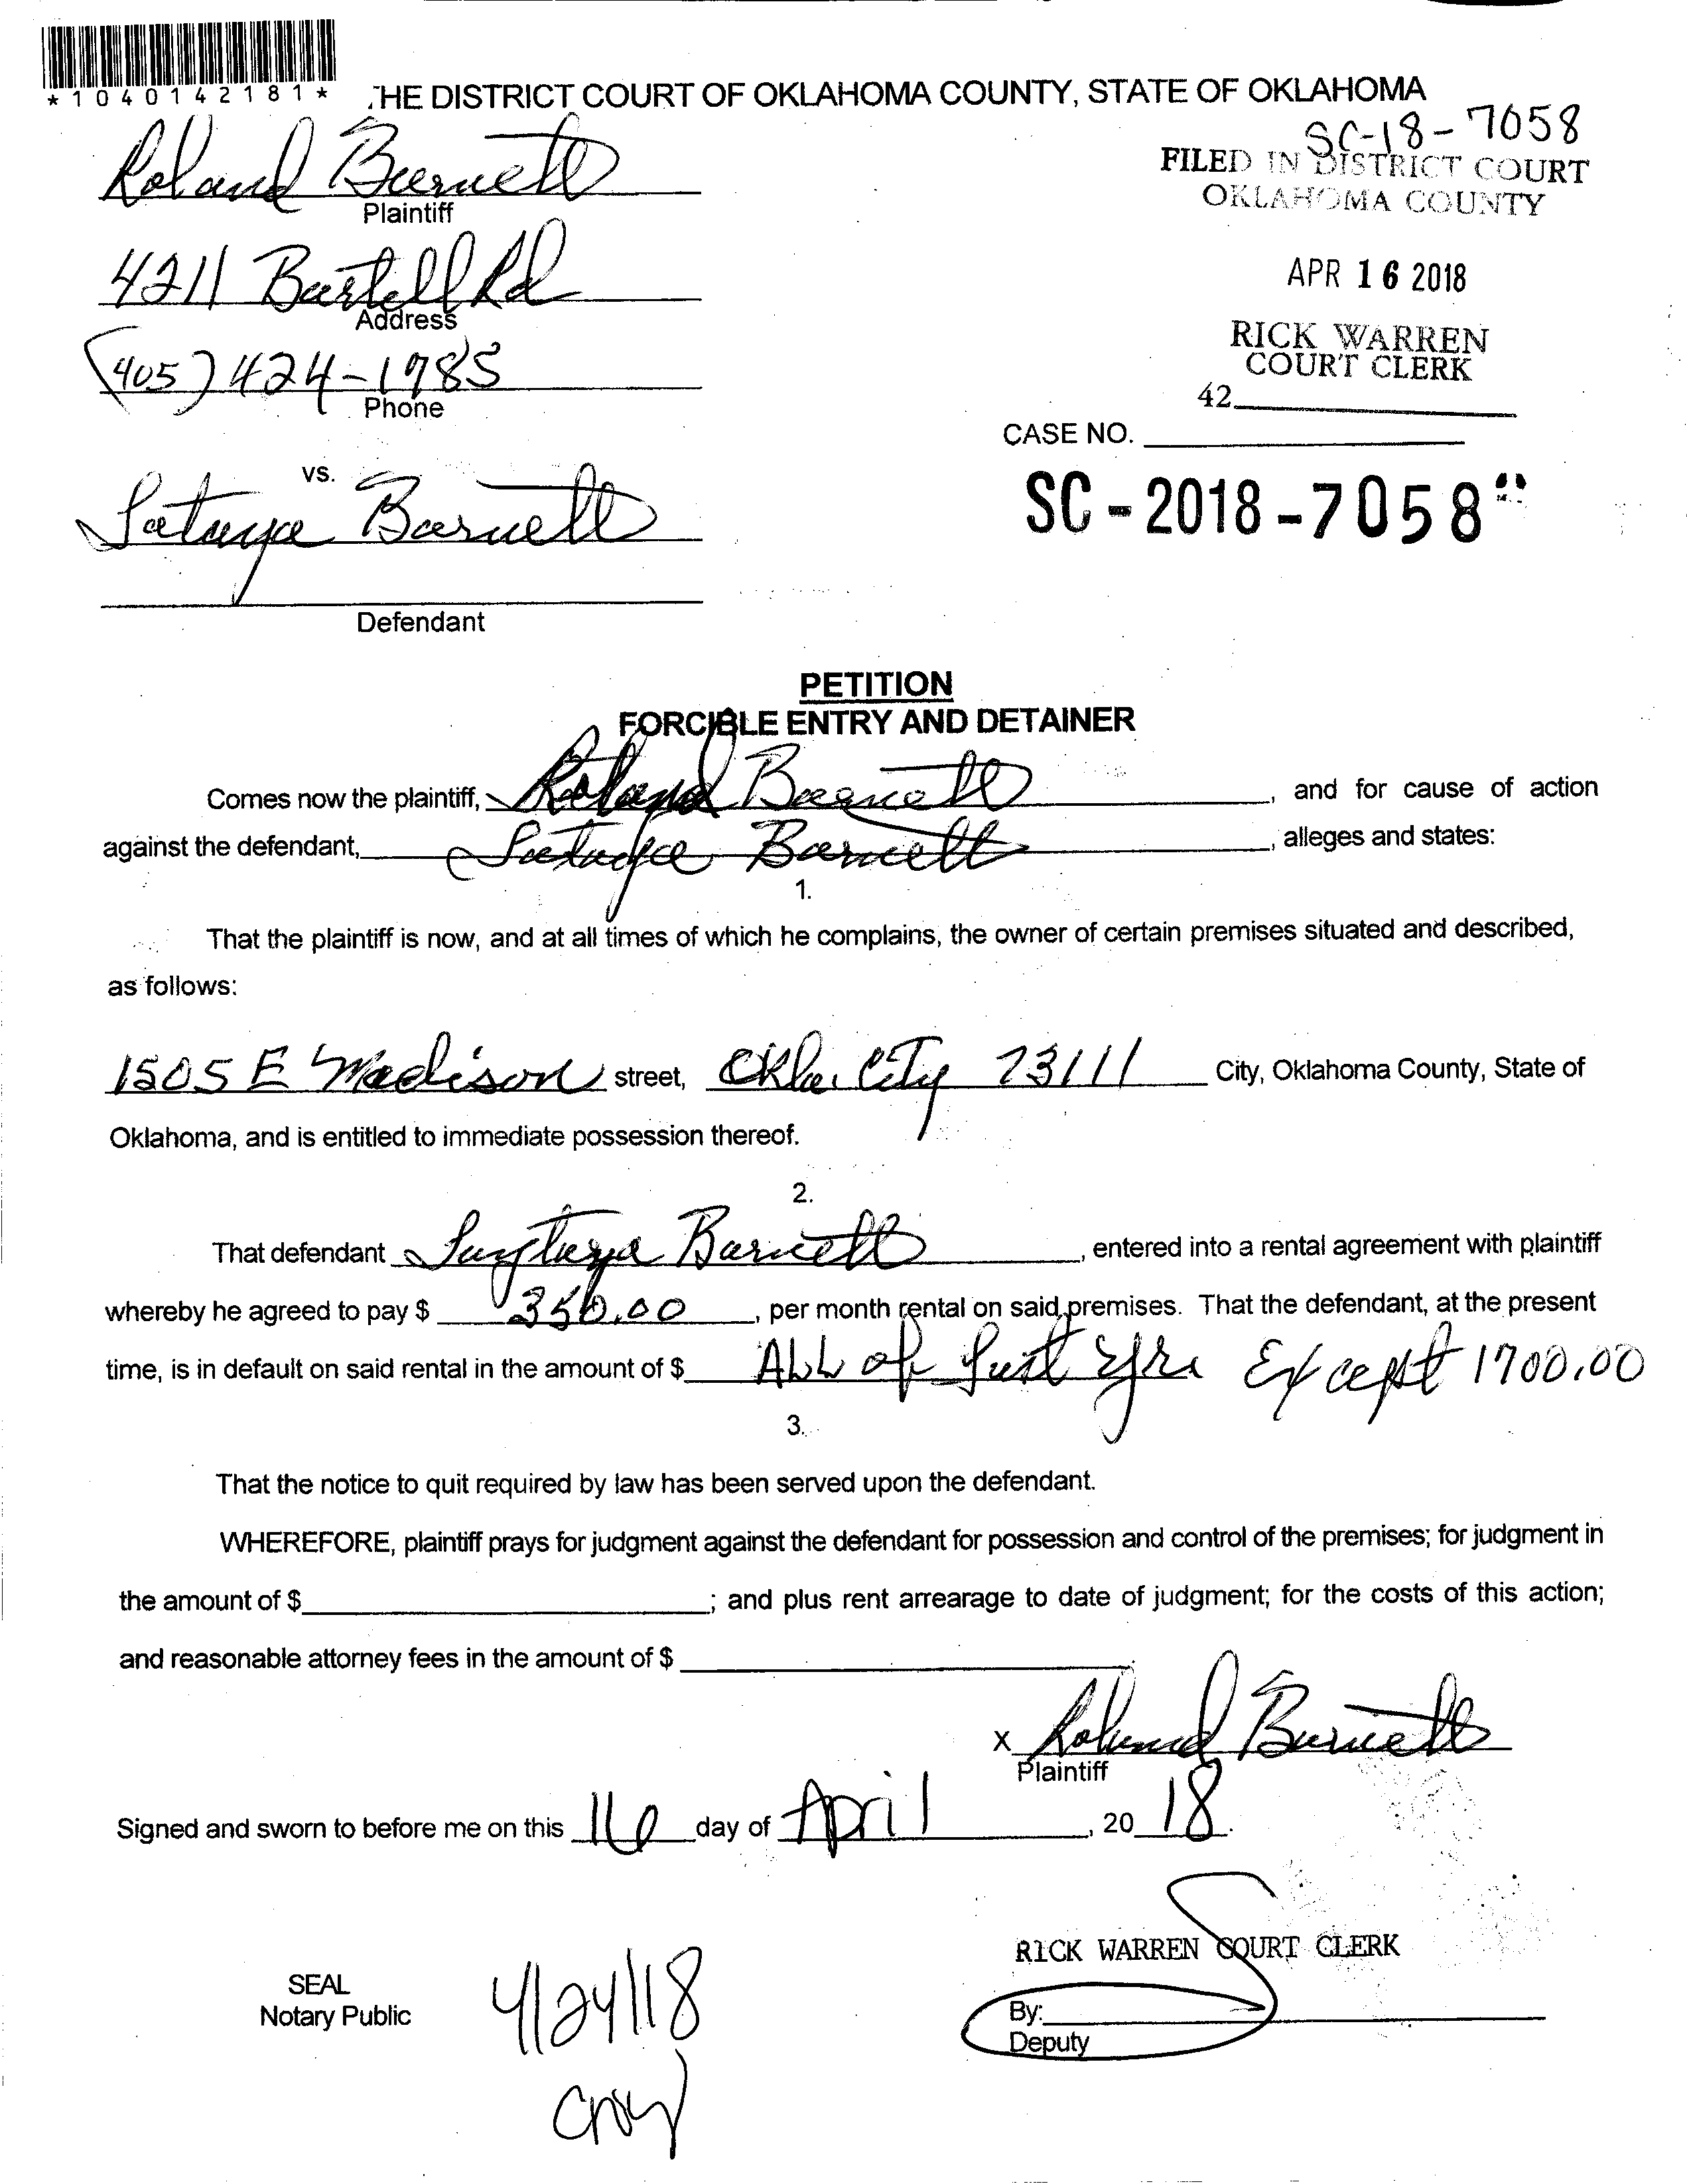 *1040142181*
THE DISTRICT COURT OF OKLAHOMA COUNTY, STATE OF OKLAHOMA
SC-18-7058
Roland Barnett
Plaintiff
FILED IN DISTRICT COURT
OKLAHOMA COUNTY
4211 Bartell Rd
Address
APR 16 2018
(405) 424-1985
Phone
RICK WARREN
COURT CLERK
42
CASE NO.
vs.
Barnett
SC-2018-7058
Defendant
PETITION
FORCIBLE ENTRY AND DETAINER
Comes now the plaintiff, Roland Barnett, and for cause of action
against the defendant, Barnett, alleges and states:
1.
That the plaintiff is now, and at all times of which he complains, the owner of certain premises situated and described,
as follows:
1505 E Madison street, Okla. City 73111 City, Oklahoma County, State of
Oklahoma, and is entitled to immediate possession thereof.
2.
That defendant Barnett, entered into a rental agreement with plaintiff
whereby he agreed to pay $ 350.00, per month rental on said premises. That the defendant, at the present
time, is in default on said rental in the amount of $ ALL of Last yr Except 1700.00
3.
That the notice to quit required by law has been served upon the defendant.
WHEREFORE, plaintiff prays for judgment against the defendant for possession and control of the premises; for judgment in
the amount of $ ; and plus rent arrearage to date of judgment; for the costs of this action;
and reasonable attorney fees in the amount of $
x Roland Barnett
Plaintiff
Signed and sworn to before me on this 16 day of April, 20 18.
RICK WARREN COURT CLERK
SEAL
Notary Public
4/24/18
By:
Deputy